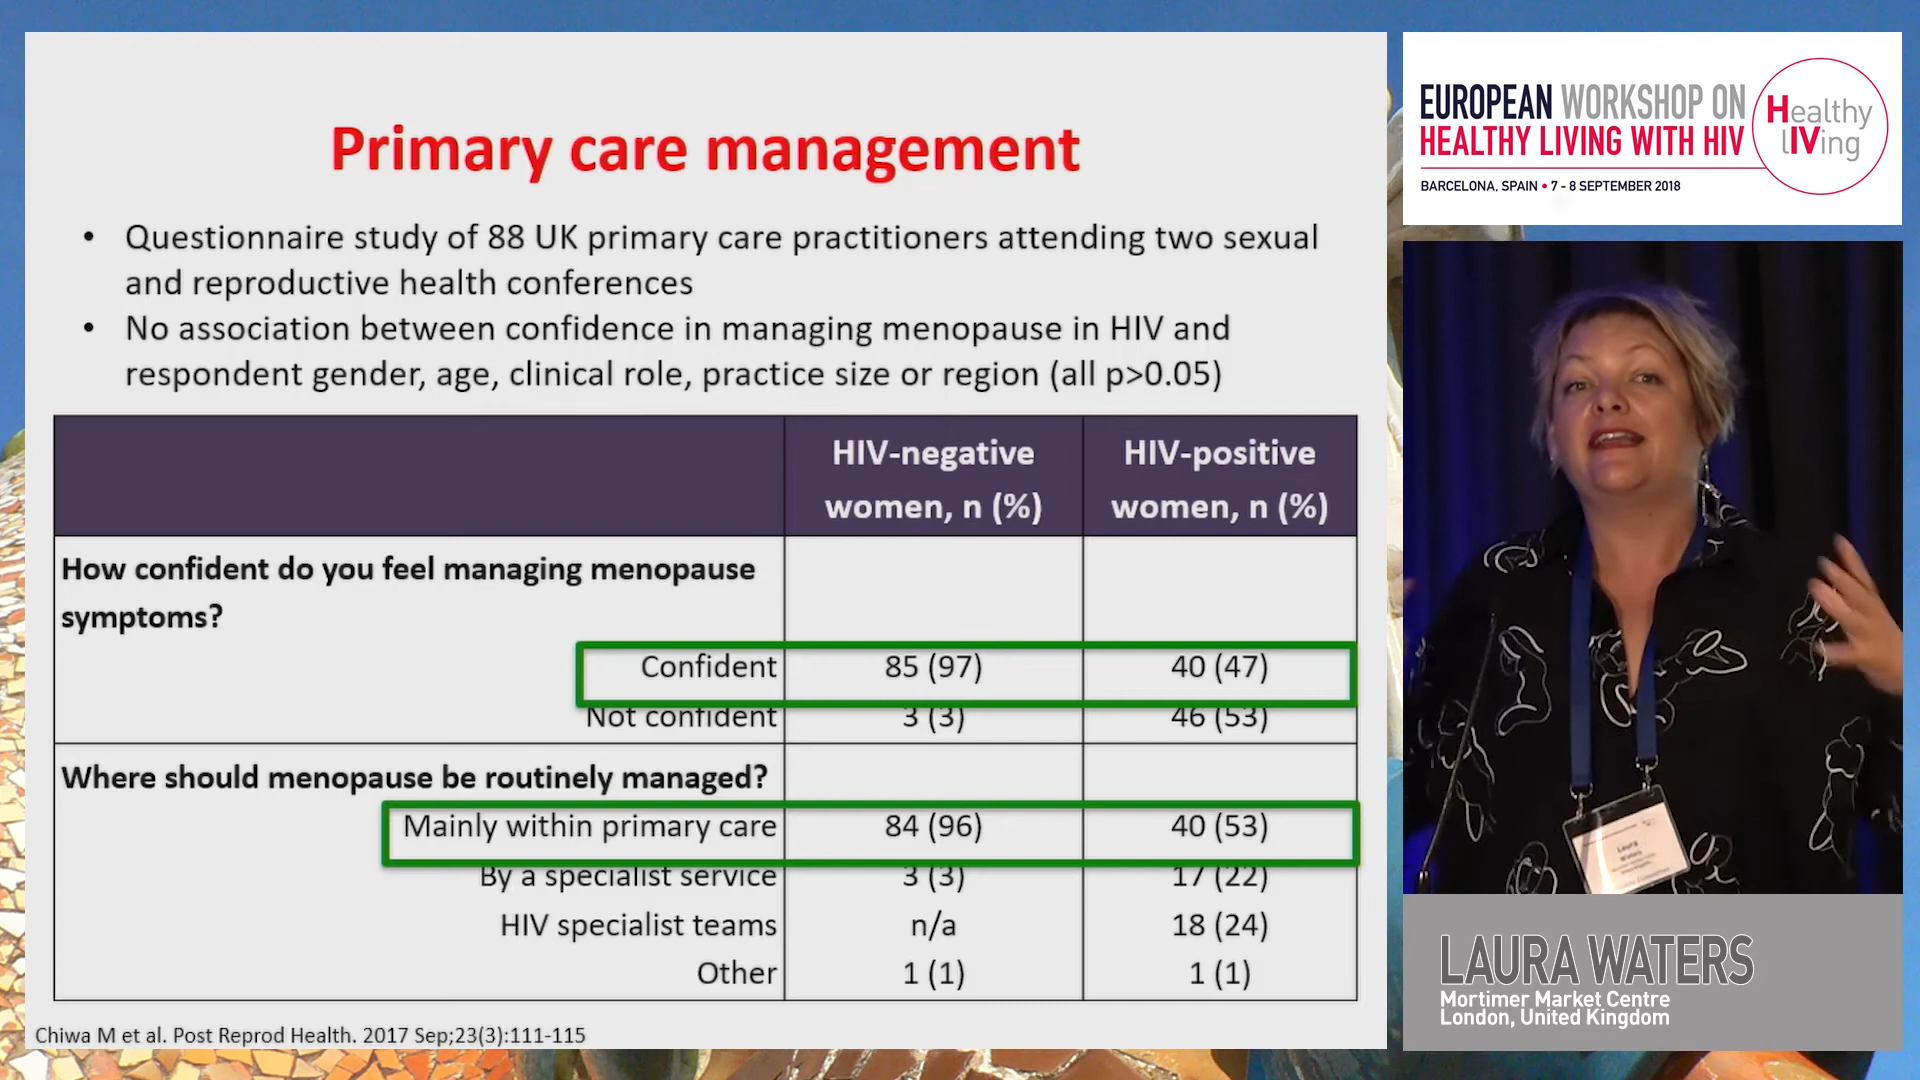 Primary care management
• Questionnaire study of 88 UK primary care practitioners attending two sexual
and reproductive health conferences
• No association between confidence in managing menopause in HIV and
respondent gender, age, clinical role, practice size or region (all p>0.05)
HIV-negative women, n (%) HIV-positive women, n (%)
How confident do you feel managing menopause
symptoms?
Confident 85 (97) 40 (47)
Not confident 3 (3) 46 (53)
Where should menopause be routinely managed?
Mainly within primary care 84 (96) 40 (53)
By a specialist service 3 (3) 17 (22)
HIV specialist teams n/a 18 (24)
Other 1 (1) 1 (1)
Chiwa M et al. Post Reprod Health. 2017 Sep;23(3):111-115
EUROPEAN WORKSHOP ON
HEALTHY LIVING WITH HIV
BARCELONA, SPAIN • 7 - 8 SEPTEMBER 2018
Healthy
lIVing
Laura
Waters
LAURA WATERS
Mortimer Market Centre
London, United Kingdom